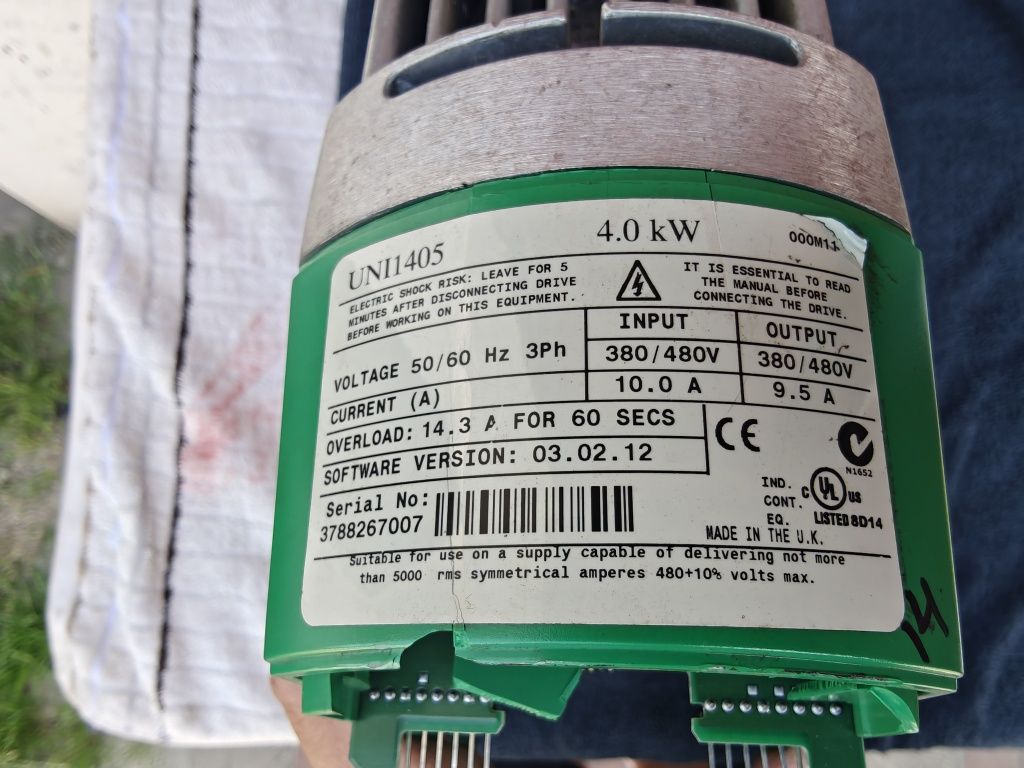 UNI1405 4.0 kW 000M11
ELECTRIC SHOCK RISK: LEAVE FOR 5
MINUTES AFTER DISCONNECTING DRIVE
BEFORE WORKING ON THIS EQUIPMENT.
IT IS ESSENTIAL TO READ
THE MANUAL BEFORE
CONNECTING THE DRIVE.
INPUT OUTPUT
VOLTAGE 50/60 Hz 3Ph 380/480V 380/480V
CURRENT (A) 10.0 A 9.5 A
OVERLOAD: 14.3 A FOR 60 SECS
SOFTWARE VERSION: 03.02.12
CE
N1652
Serial No:
3788267007
IND.
CONT.
EQ.
C UL US
LISTED 8D14
MADE IN THE U.K.
Suitable for use on a supply capable of delivering not more
than 5000 rms symmetrical amperes 480+10% volts max.
14